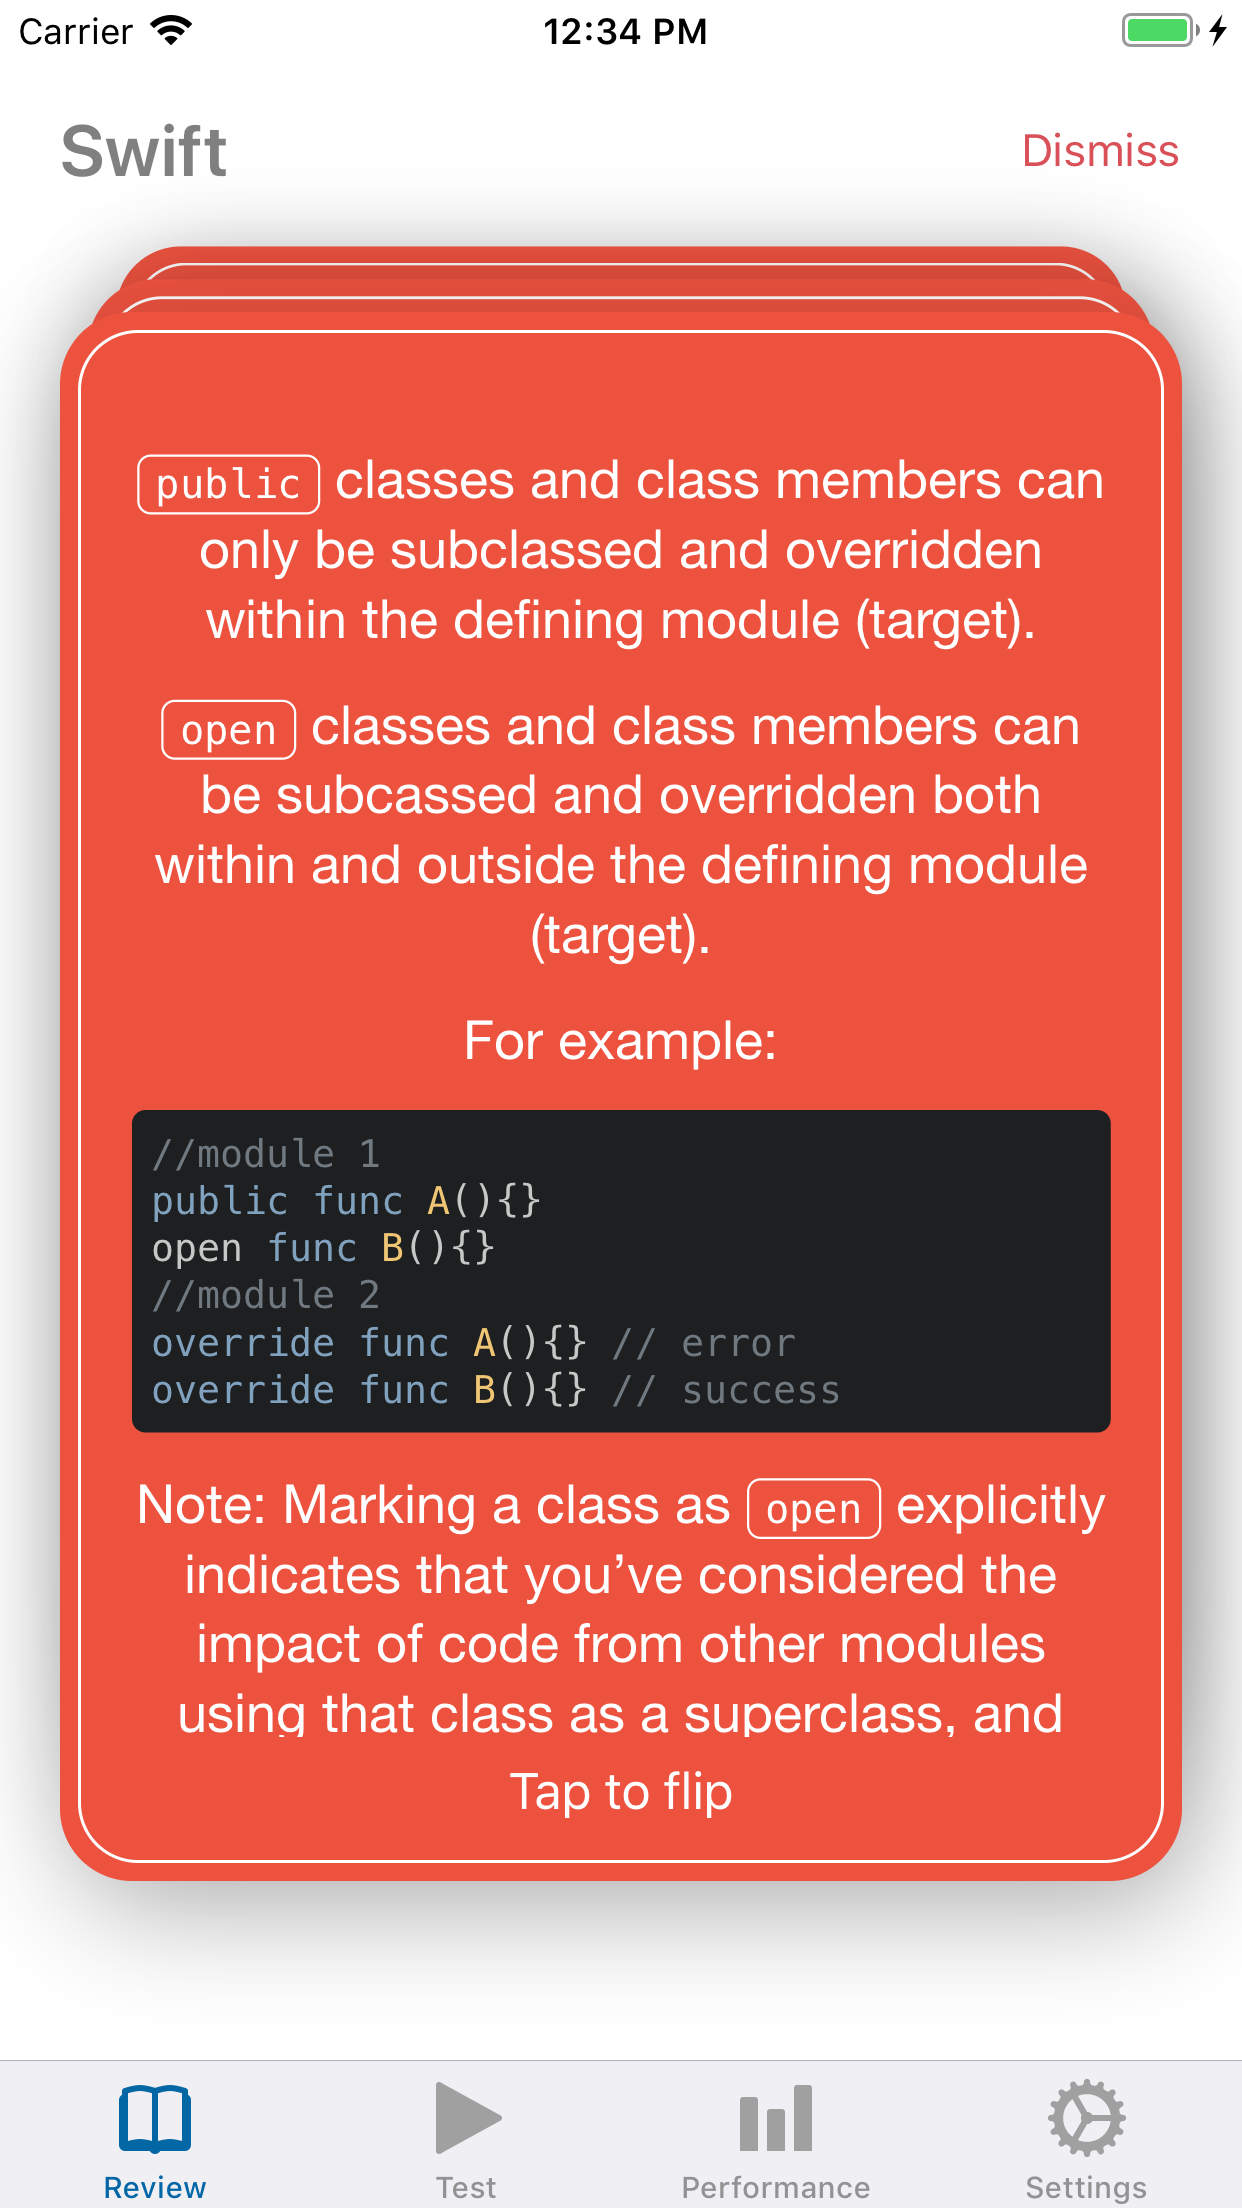 Carrier 12:34 PM
Swift Dismiss
public classes and class members can
only be subclassed and overridden
within the defining module (target).
open classes and class members can
be subcassed and overridden both
within and outside the defining module
(target).
For example:
//module 1
public func A(){}
open func B(){}
//module 2
override func A(){} // error
override func B(){} // success
Note: Marking a class as open explicitly
indicates that you’ve considered the
impact of code from other modules
using that class as a superclass, and
Tap to flip
Review Test Performance Settings